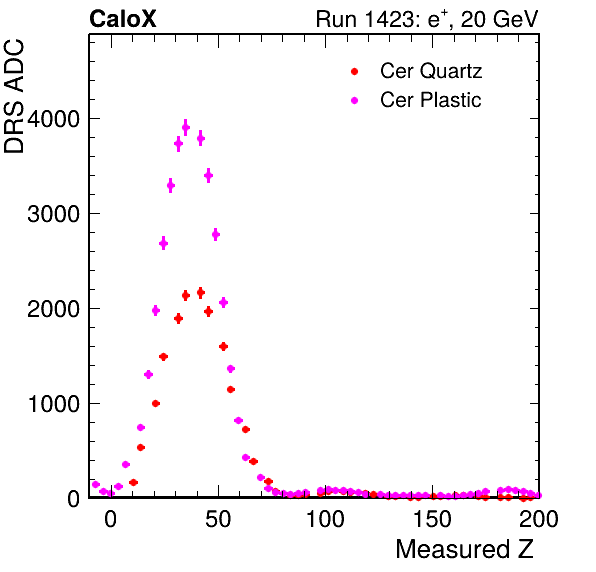 CaloX Run 1423: e+, 20 GeV
DRS ADC
Cer Quartz
Cer Plastic
4000
3000
2000
1000
0
0 50 100 150 200
Measured Z